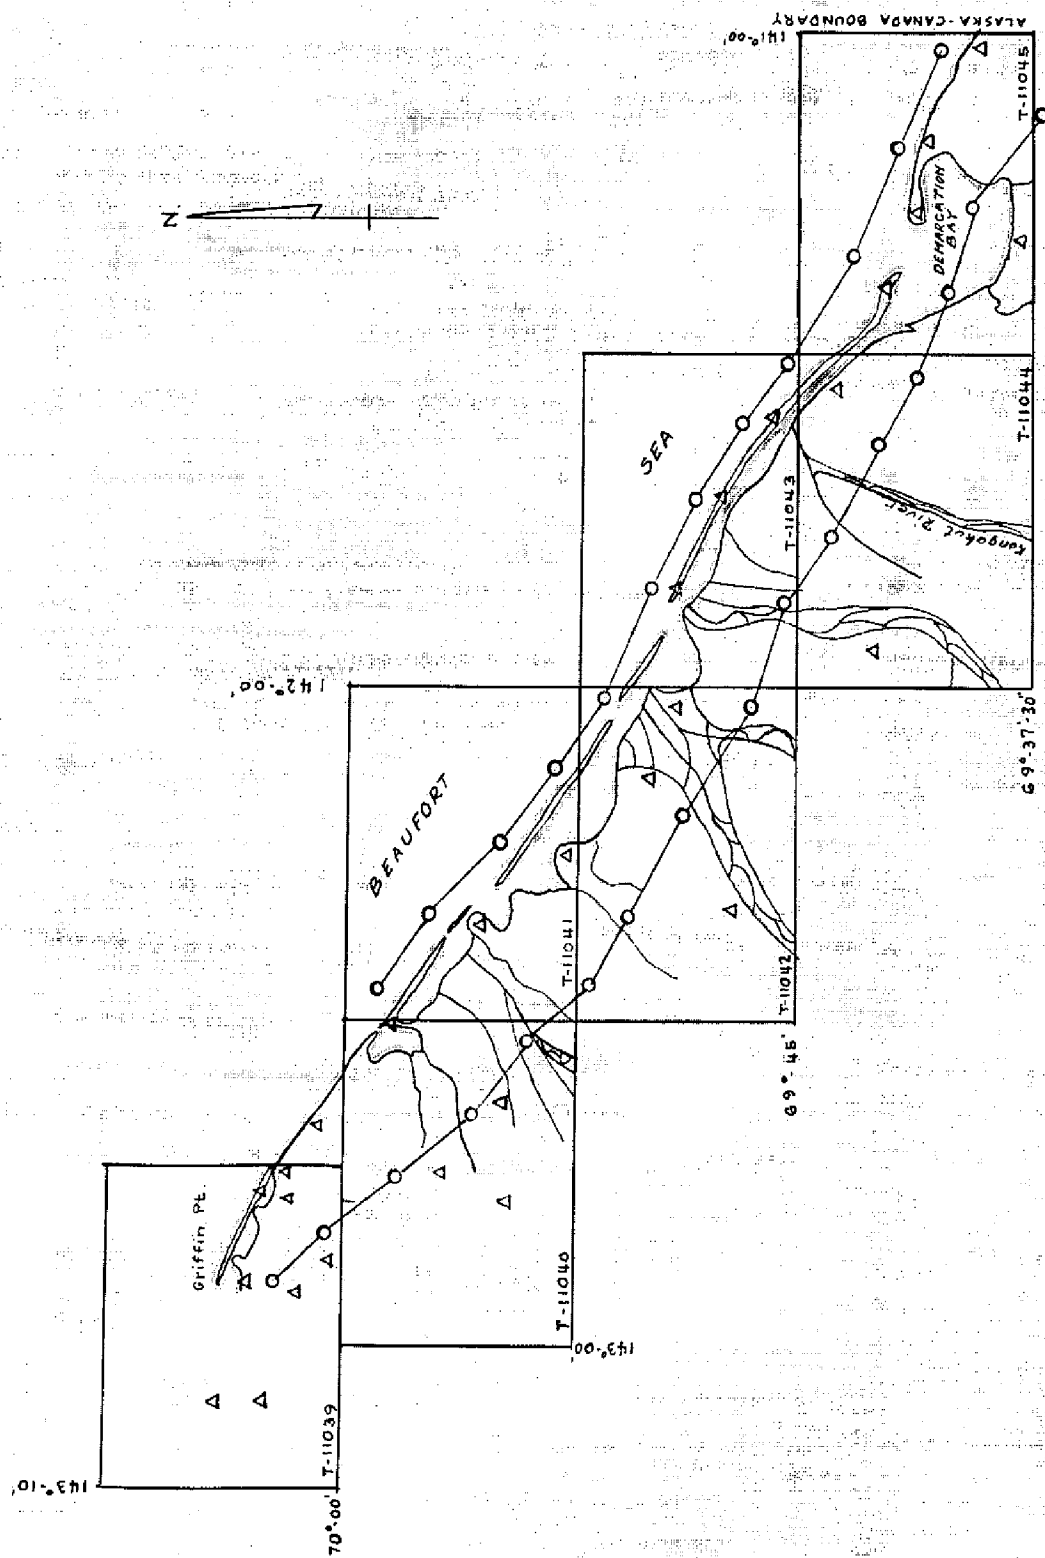 ALASKA-CANADA BOUNDARY
141°-00'
T-11045
DEMARCATION
BAY
N
T-11044
Kongakut River
SEA
T-11043
142°-00'
69°-37'-30"
BEAUFORT
T-11041
T-11042
69°-45'
Griffin Pt.
T-11040
143°-00'
T-11039
143°-10'
70°-00'